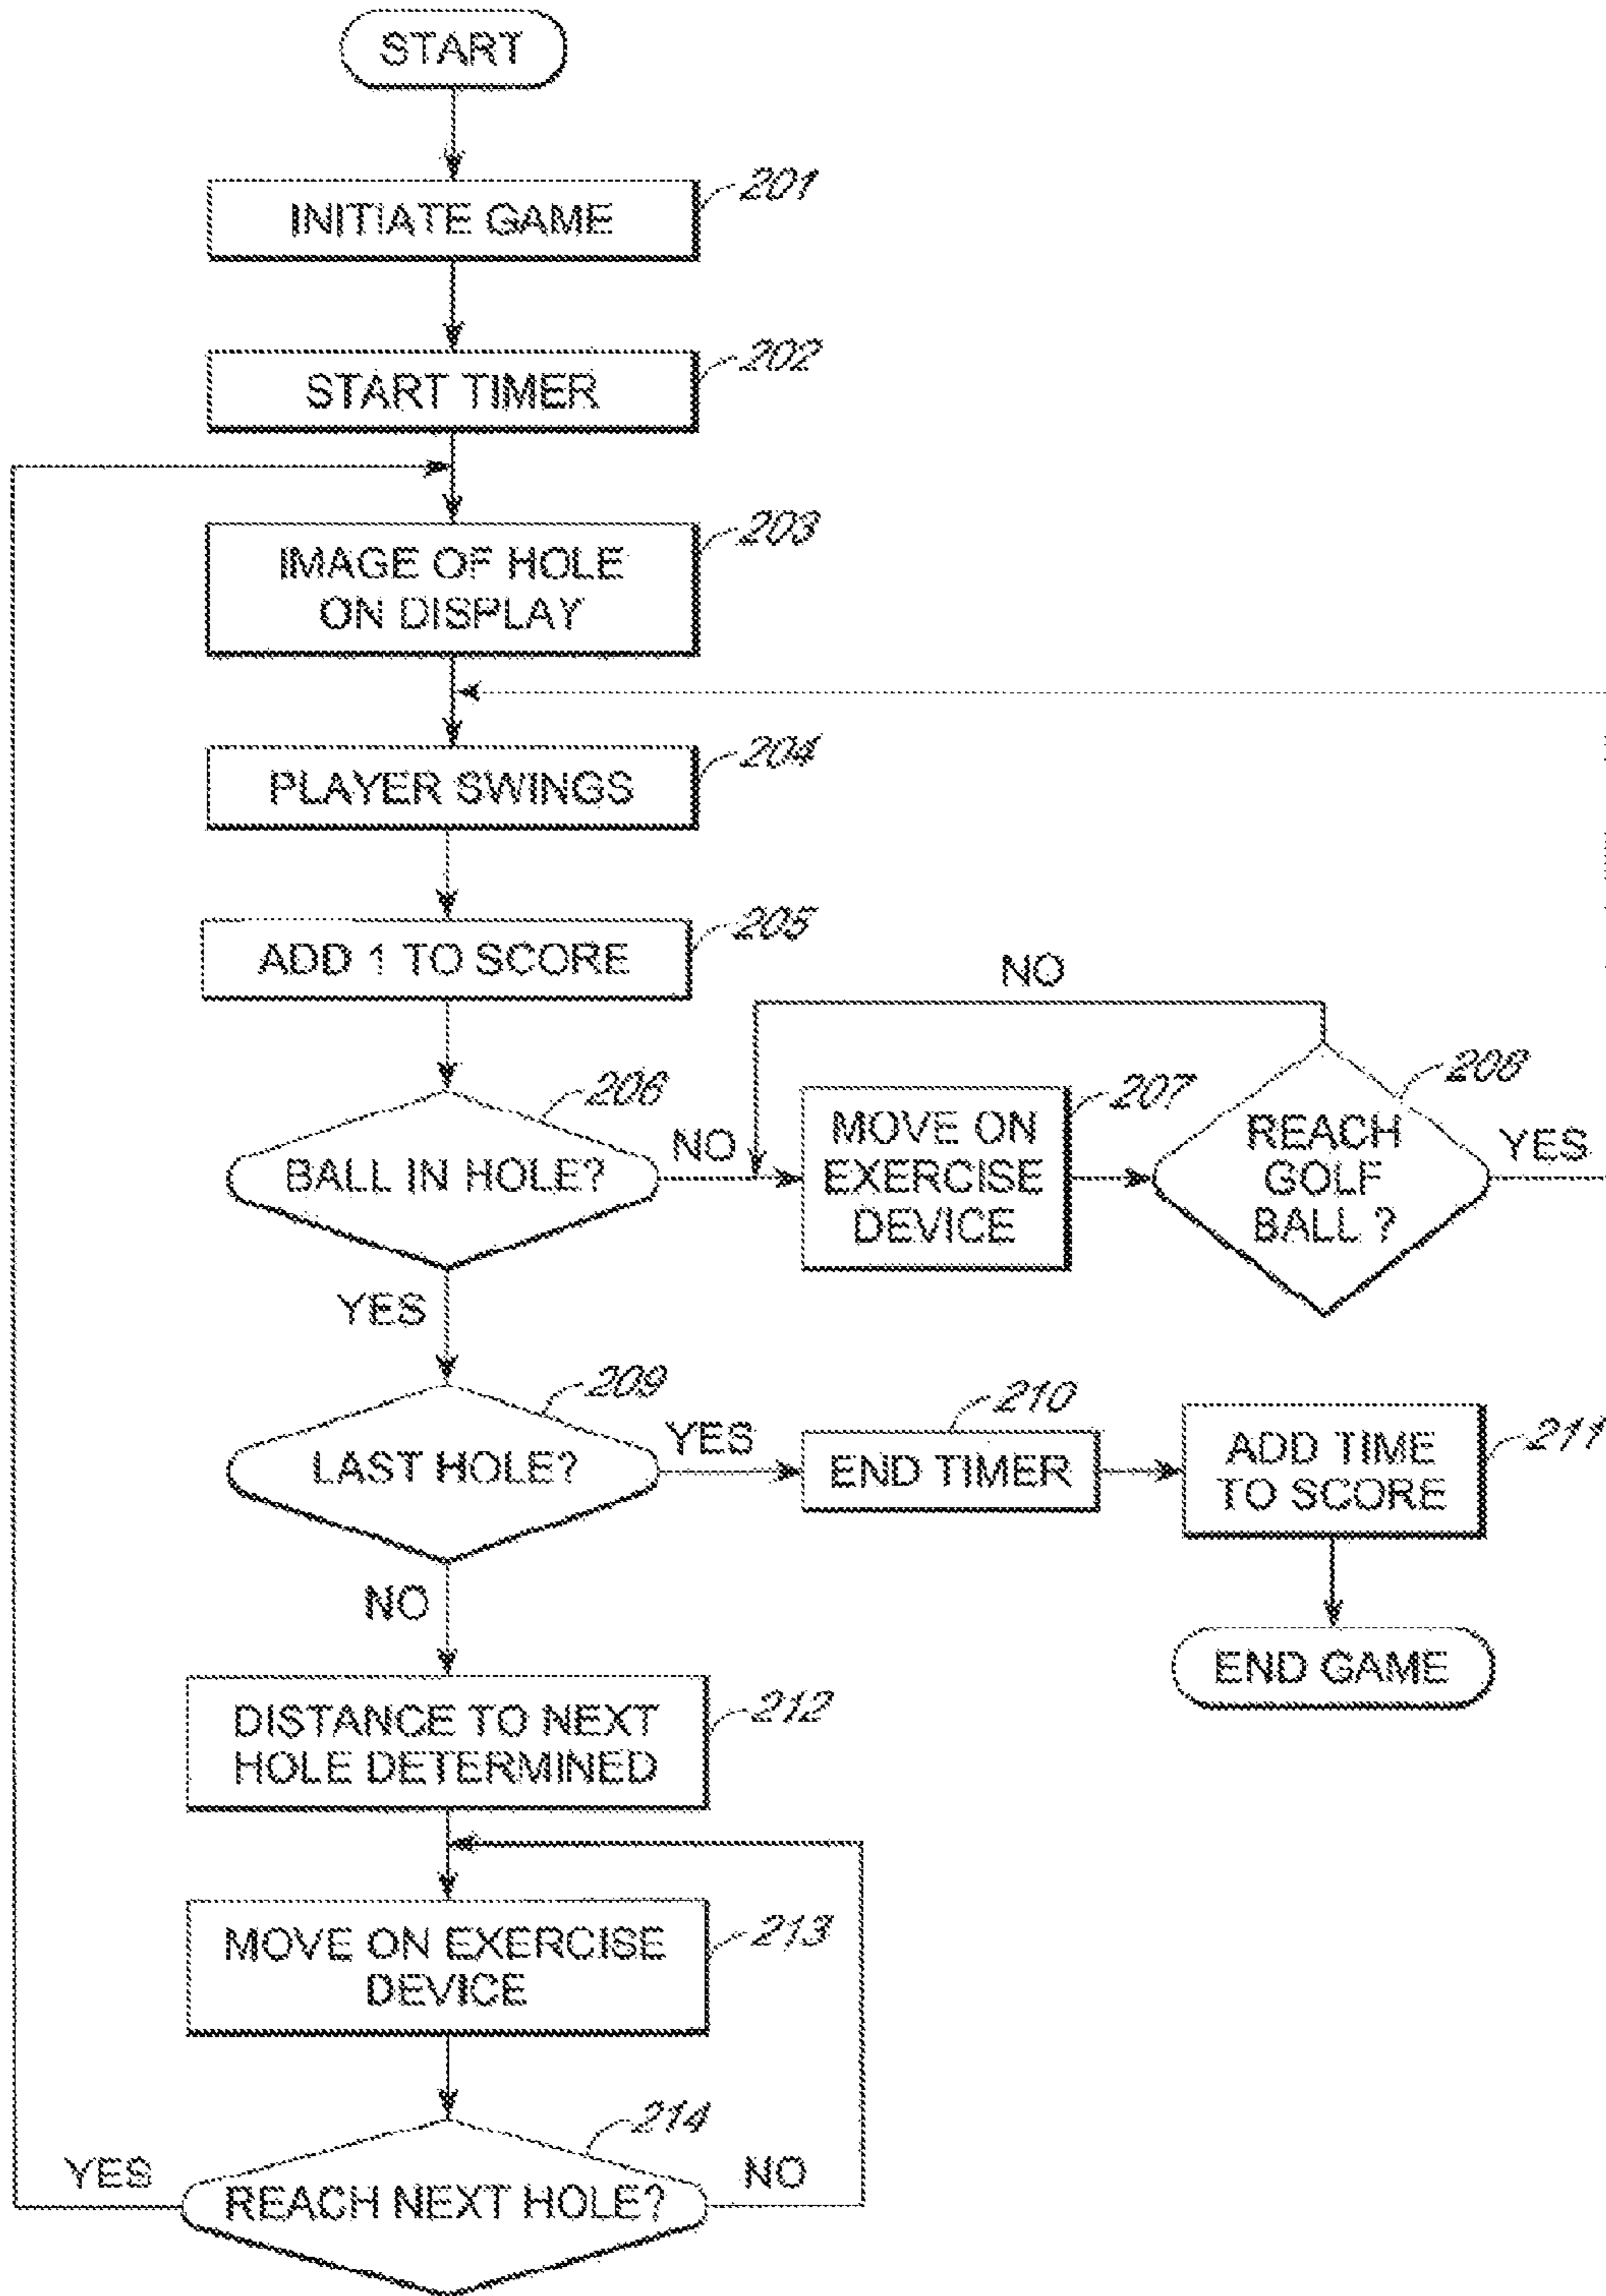 START
INITIATE GAME
201
START TIMER
202
IMAGE OF HOLE
ON DISPLAY
203
PLAYER SWINGS
204
ADD 1 TO SCORE
205
BALL IN HOLE?
206
NO
MOVE ON
EXERCISE
DEVICE
207
NO
REACH
GOLF
BALL ?
208
YES
YES
LAST HOLE?
209
YES
END TIMER
210
ADD TIME
TO SCORE
211
END GAME
NO
DISTANCE TO NEXT
HOLE DETERMINED
212
MOVE ON EXERCISE
DEVICE
213
REACH NEXT HOLE?
214
YES
NO